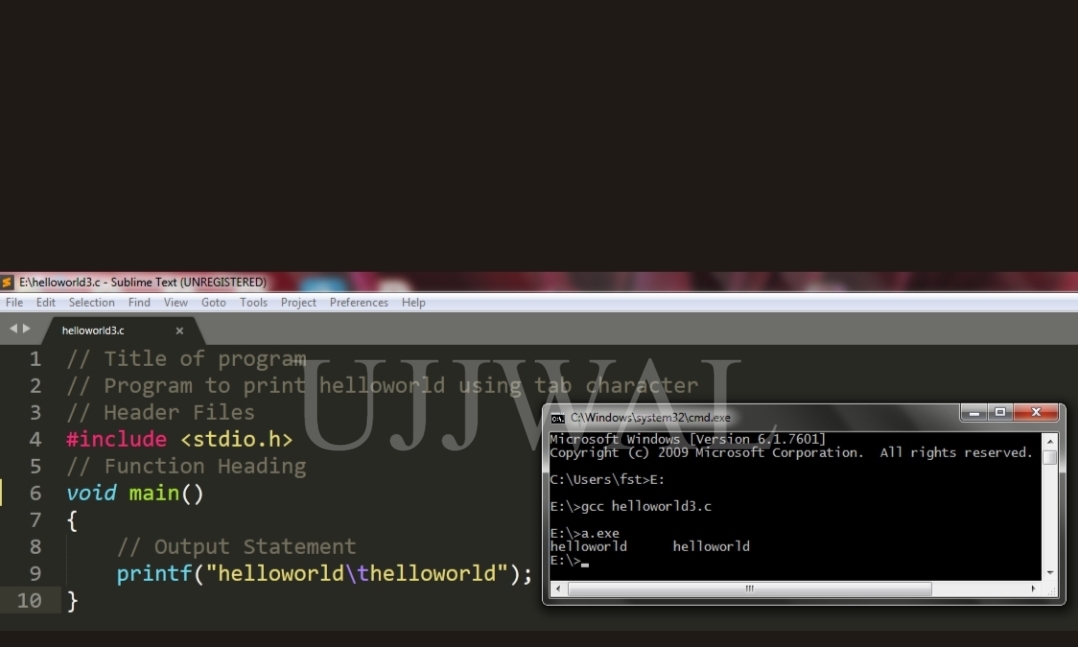 E:\helloworld3.c - Sublime Text (UNREGISTERED)
File Edit Selection Find View Goto Tools Project Preferences Help
helloworld3.c ×
1 // Title of program
2 // Program to print helloworld using tab character
3 // Header Files
4 #include <stdio.h>
5 // Function Heading
6 void main()
7 {
8 // Output Statement
9 printf("helloworld\thelloworld");
10 }
UJJWAL
C:\Windows\system32\cmd.exe
Microsoft Windows [Version 6.1.7601]
Copyright (c) 2009 Microsoft Corporation. All rights reserved.
C:\Users\fst>E:
E:\>gcc helloworld3.c
E:\>a.exe
helloworld helloworld
E:\>